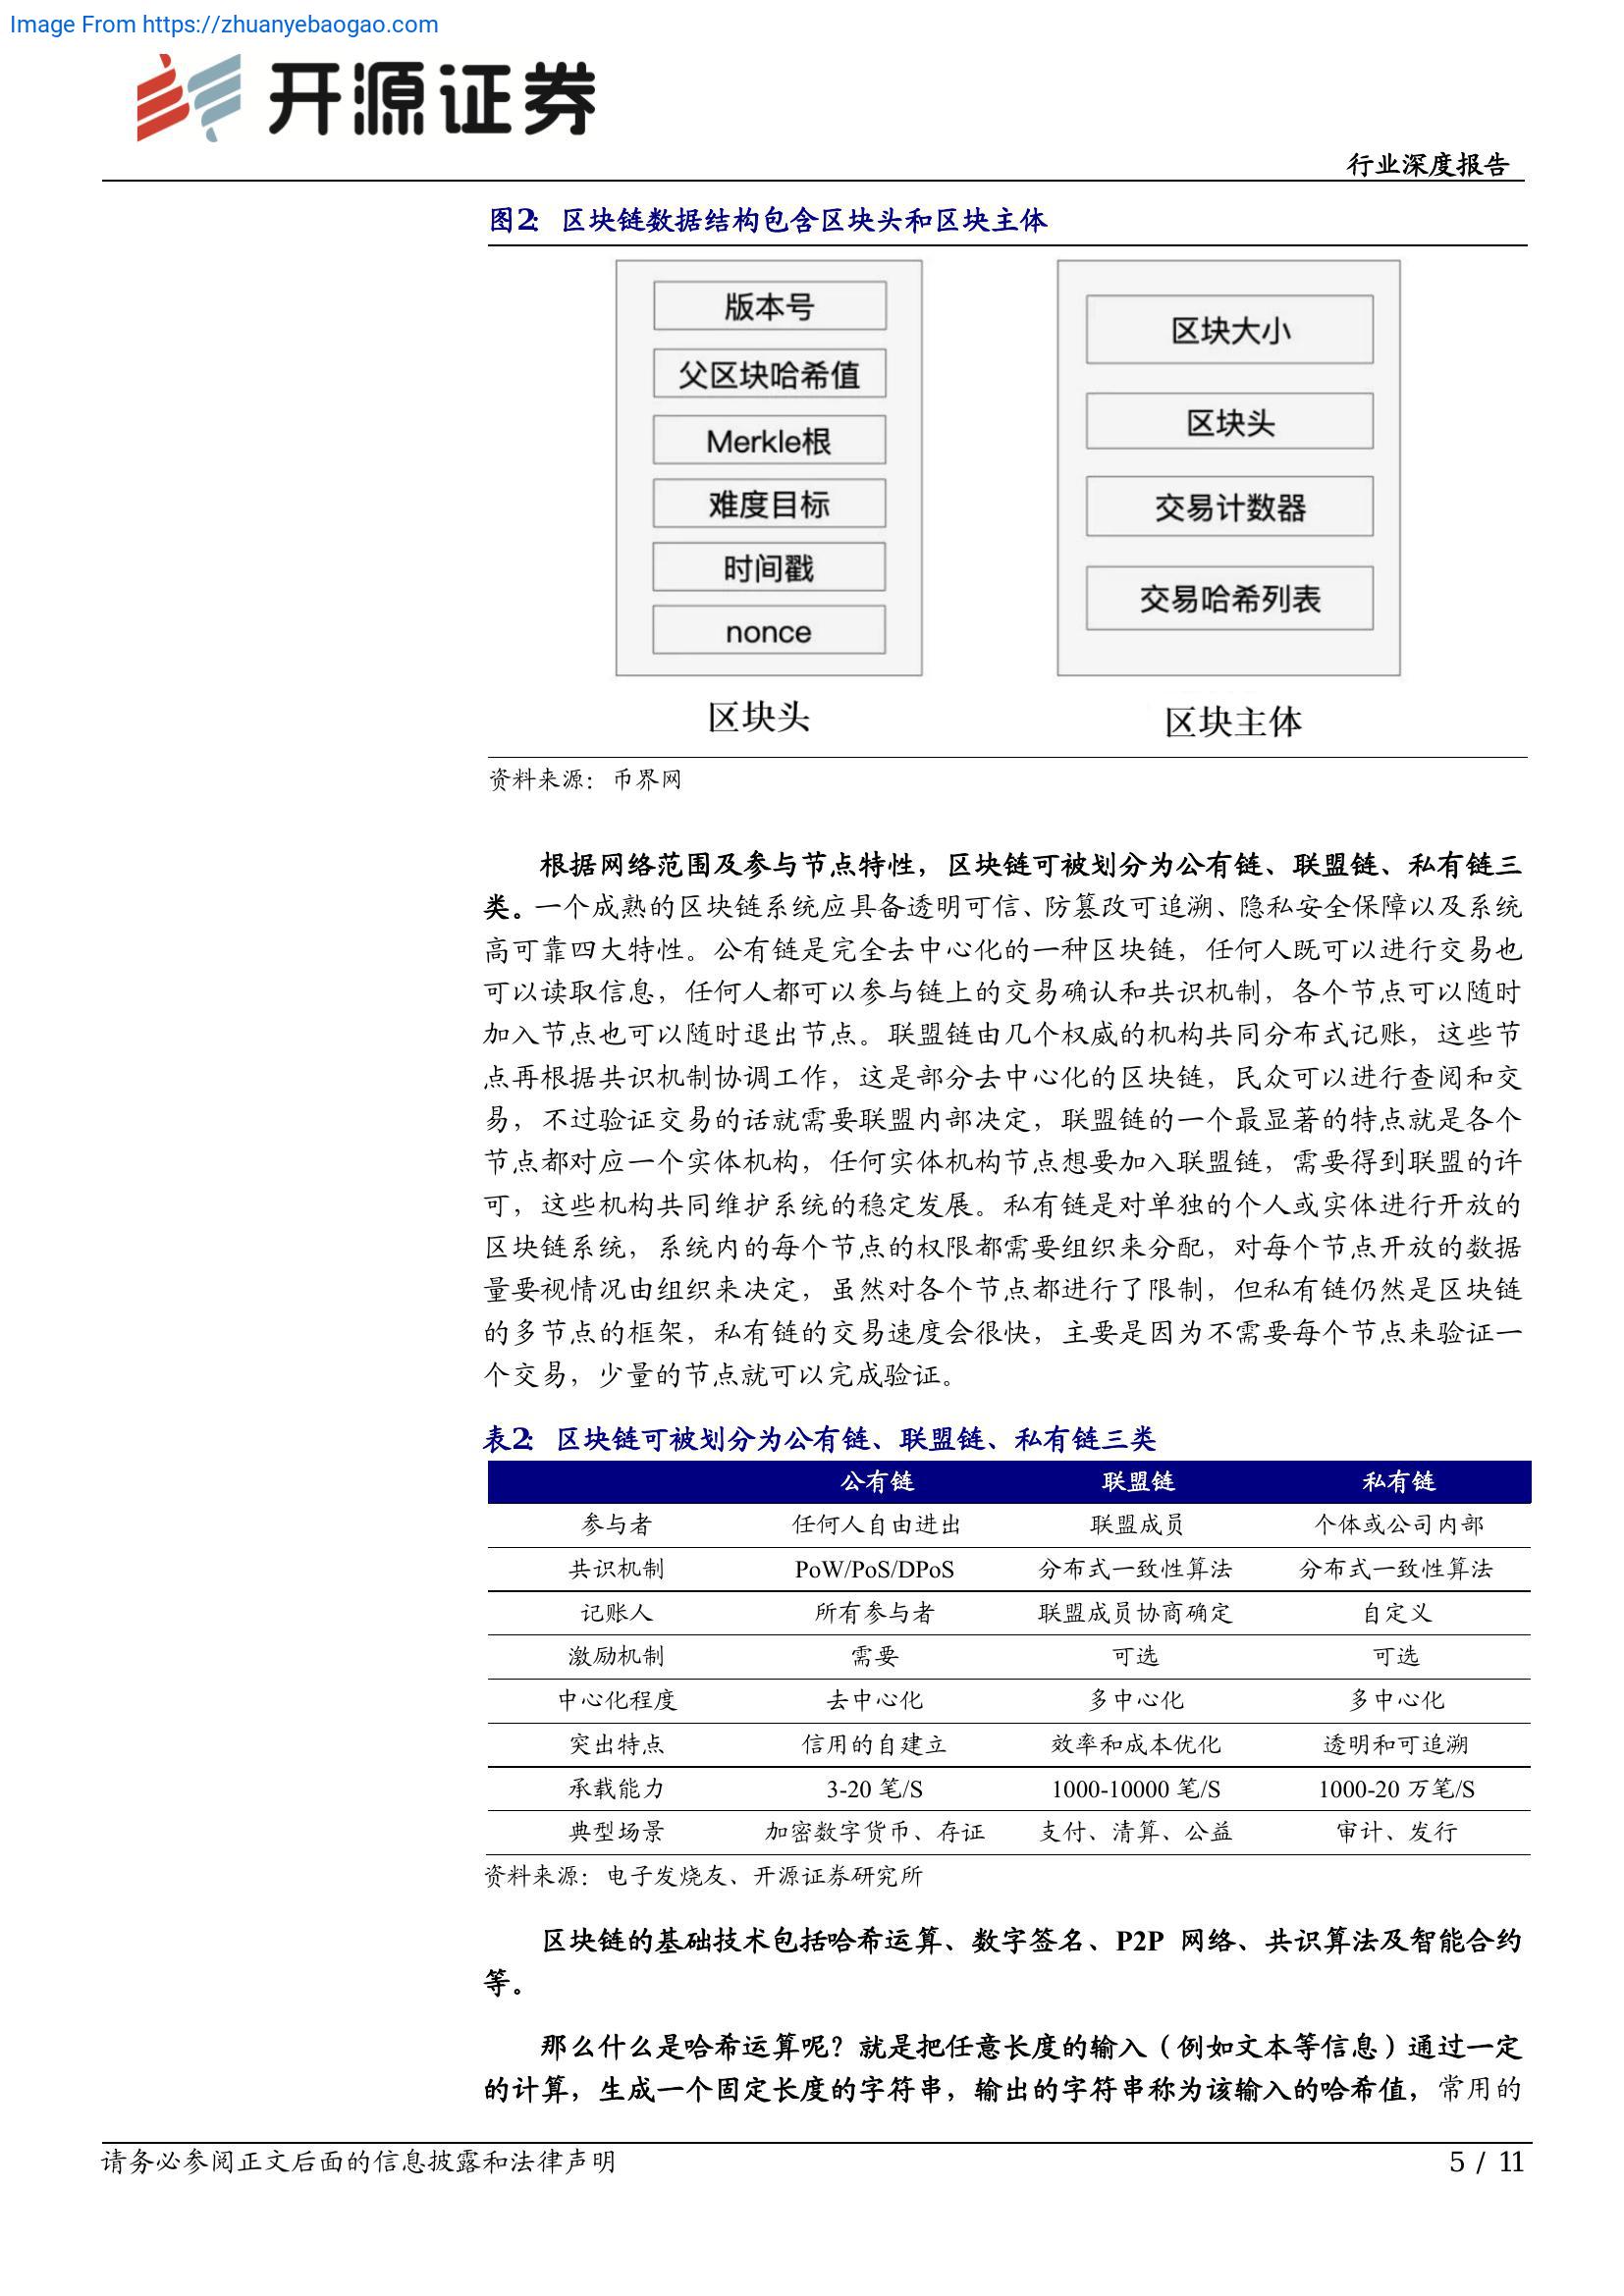 Image From https://zhuanyebaogao.com
开源证券
行业深度报告
图2: 区块链数据结构包含区块头和区块主体
版本号
父区块哈希值
Merkle根
难度目标
时间戳
nonce
区块头
区块大小
区块头
交易计数器
交易哈希列表
区块主体
资料来源：币界网
根据网络范围及参与节点特性，区块链可被划分为公有链、联盟链、私有链三
类。一个成熟的区块链系统应具备透明可信、防篡改可追溯、隐私安全保障以及系统
高可靠四大特性。公有链是完全去中心化的一种区块链，任何人既可以进行交易也
可以读取信息，任何人都可以参与链上的交易确认和共识机制，各个节点可以随时
加入节点也可以随时退出节点。联盟链由几个权威的机构共同分布式记账，这些节
点再根据共识机制协调工作，这是部分去中心化的区块链，民众可以进行查阅和交
易，不过验证交易的话就需要联盟内部决定，联盟链的一个最显著的特点就是各个
节点都对应一个实体机构，任何实体机构节点想要加入联盟链，需要得到联盟的许
可，这些机构共同维护系统的稳定发展。私有链是对单独的个人或实体进行开放的
区块链系统，系统内的每个节点的权限都需要组织来分配，对每个节点开放的数据
量要视情况由组织来决定，虽然对各个节点都进行了限制，但私有链仍然是区块链
的多节点的框架，私有链的交易速度会很快，主要是因为不需要每个节点来验证一
个交易，少量的节点就可以完成验证。
表2: 区块链可被划分为公有链、联盟链、私有链三类
公有链 联盟链 私有链
参与者 任何人自由进出 联盟成员 个体或公司内部
共识机制 PoW/PoS/DPoS 分布式一致性算法 分布式一致性算法
记账人 所有参与者 联盟成员协商确定 自定义
激励机制 需要 可选 可选
中心化程度 去中心化 多中心化 多中心化
突出特点 信用的自建立 效率和成本优化 透明和可追溯
承载能力 3-20 笔/S 1000-10000 笔/S 1000-20 万笔/S
典型场景 加密数字货币、存证 支付、清算、公益 审计、发行
资料来源：电子发烧友、开源证券研究所
区块链的基础技术包括哈希运算、数字签名、P2P 网络、共识算法及智能合约
等。
那么什么是哈希运算呢？就是把任意长度的输入（例如文本等信息）通过一定
的计算，生成一个固定长度的字符串，输出的字符串称为该输入的哈希值，常用的
请务必参阅正文后面的信息披露和法律声明
5 / 11